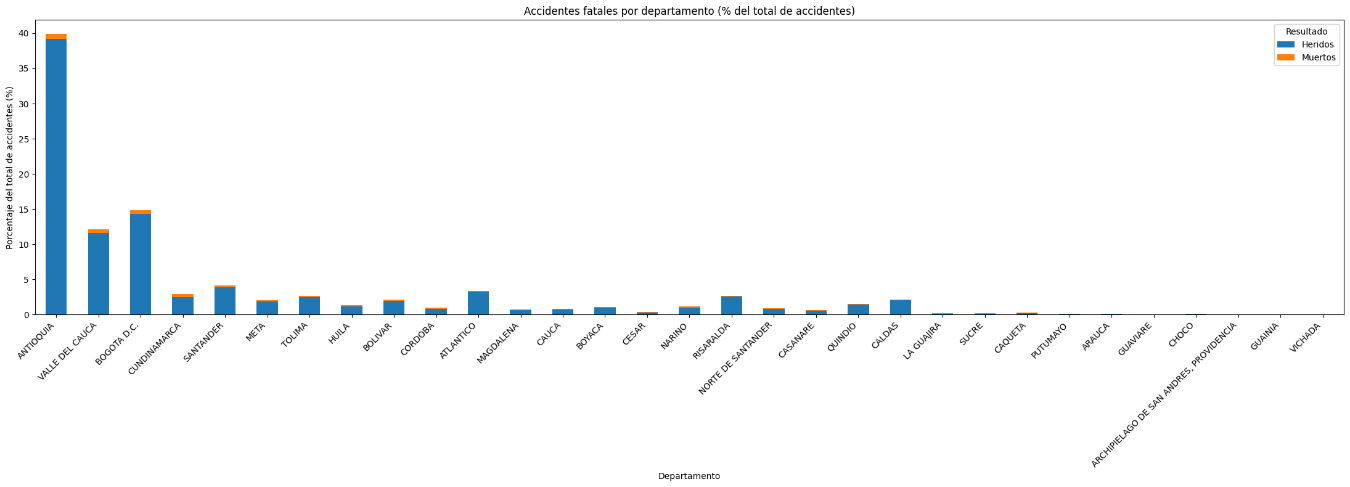 Accidentes fatales por departamento (% del total de accidentes)
Porcentaje del total de accidentes (%)
40
35
30
25
20
15
10
5
0
Resultado
Heridos
Muertos
ANTIOQUIA
VALLE DEL CAUCA
BOGOTA D.C.
CUNDINAMARCA
SANTANDER
META
TOLIMA
HUILA
BOLIVAR
CORDOBA
ATLANTICO
MAGDALENA
CAUCA
BOYACA
CESAR
NARINO
RISARALDA
NORTE DE SANTANDER
CASANARE
QUINDIO
CALDAS
LA GUAJIRA
SUCRE
CAQUETA
PUTUMAYO
ARAUCA
GUAVIARE
CHOCO
ARCHIPIELAGO DE SAN ANDRES, PROVIDENCIA
GUAINIA
VICHADA
Departamento